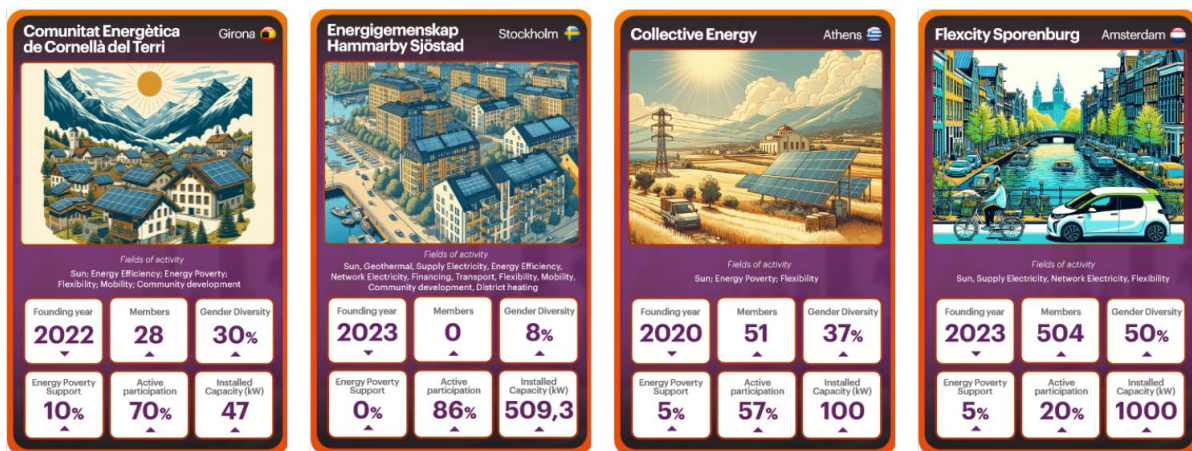 Comunitat Energètica
de Cornellà del Terri
Girona
Fields of activity
Sun; Energy Efficiency; Energy Poverty;
Flexibility; Mobility; Community development
Founding year
2022
Members
28
Gender Diversity
30%
Energy Poverty
Support
10%
Active
participation
70%
Installed
Capacity (kW)
47
Energigemenskap
Hammarby Sjöstad
Stockholm
Fields of activity
Sun, Geothermal, Supply Electricity, Energy Efficiency,
Network Electricity, Financing, Transport, Flexibility, Mobility,
Community development, District heating
Founding year
2023
Members
0
Gender Diversity
8%
Energy Poverty
Support
0%
Active
participation
86%
Installed
Capacity (kW)
509,3
Collective Energy
Athens
Fields of activity
Sun; Energy Poverty; Flexibility
Founding year
2020
Members
51
Gender Diversity
37%
Energy Poverty
Support
5%
Active
participation
57%
Installed
Capacity (kW)
100
Flexcity Sporenburg
Amsterdam
Fields of activity
Sun, Supply Electricity, Network Electricity, Flexibility
Founding year
2023
Members
504
Gender Diversity
50%
Energy Poverty
Support
5%
Active
participation
20%
Installed
Capacity (kW)
1000